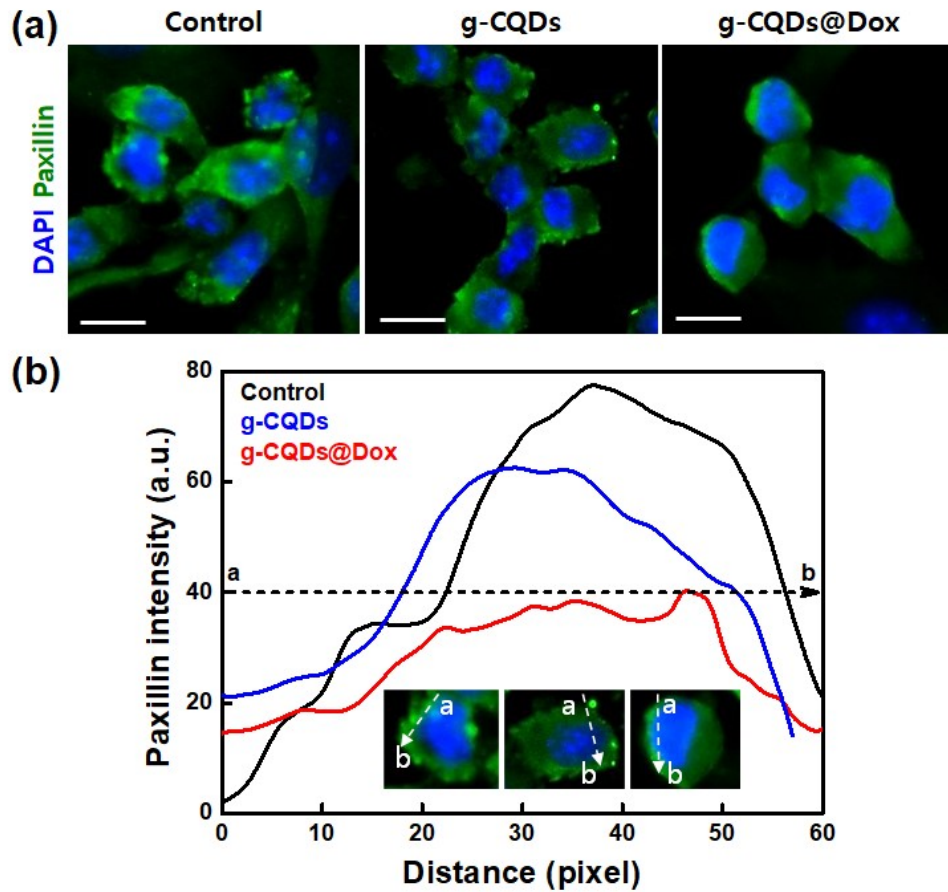 (a)
Control
g-CQDs
g-CQDs@Dox
DAPI Paxillin
(b)
80
60
40
20
0
Paxillin intensity (a.u.)
Control
g-CQDs
g-CQDs@Dox
a
b
a
b
a
b
a
b
0
10
20
30
40
50
60
Distance (pixel)